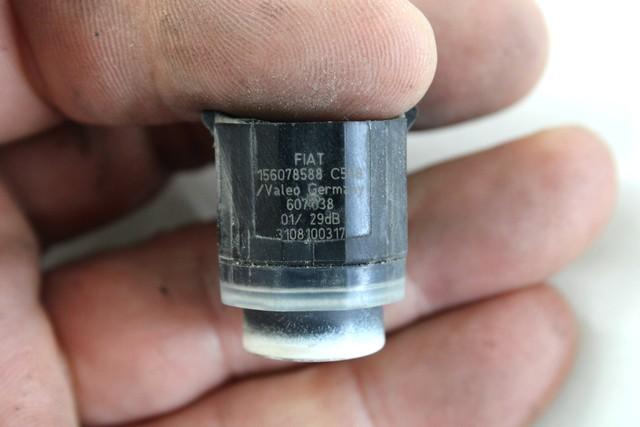 FIAT
156078588
/Valeo Germany
01/ 29dB
3108100317